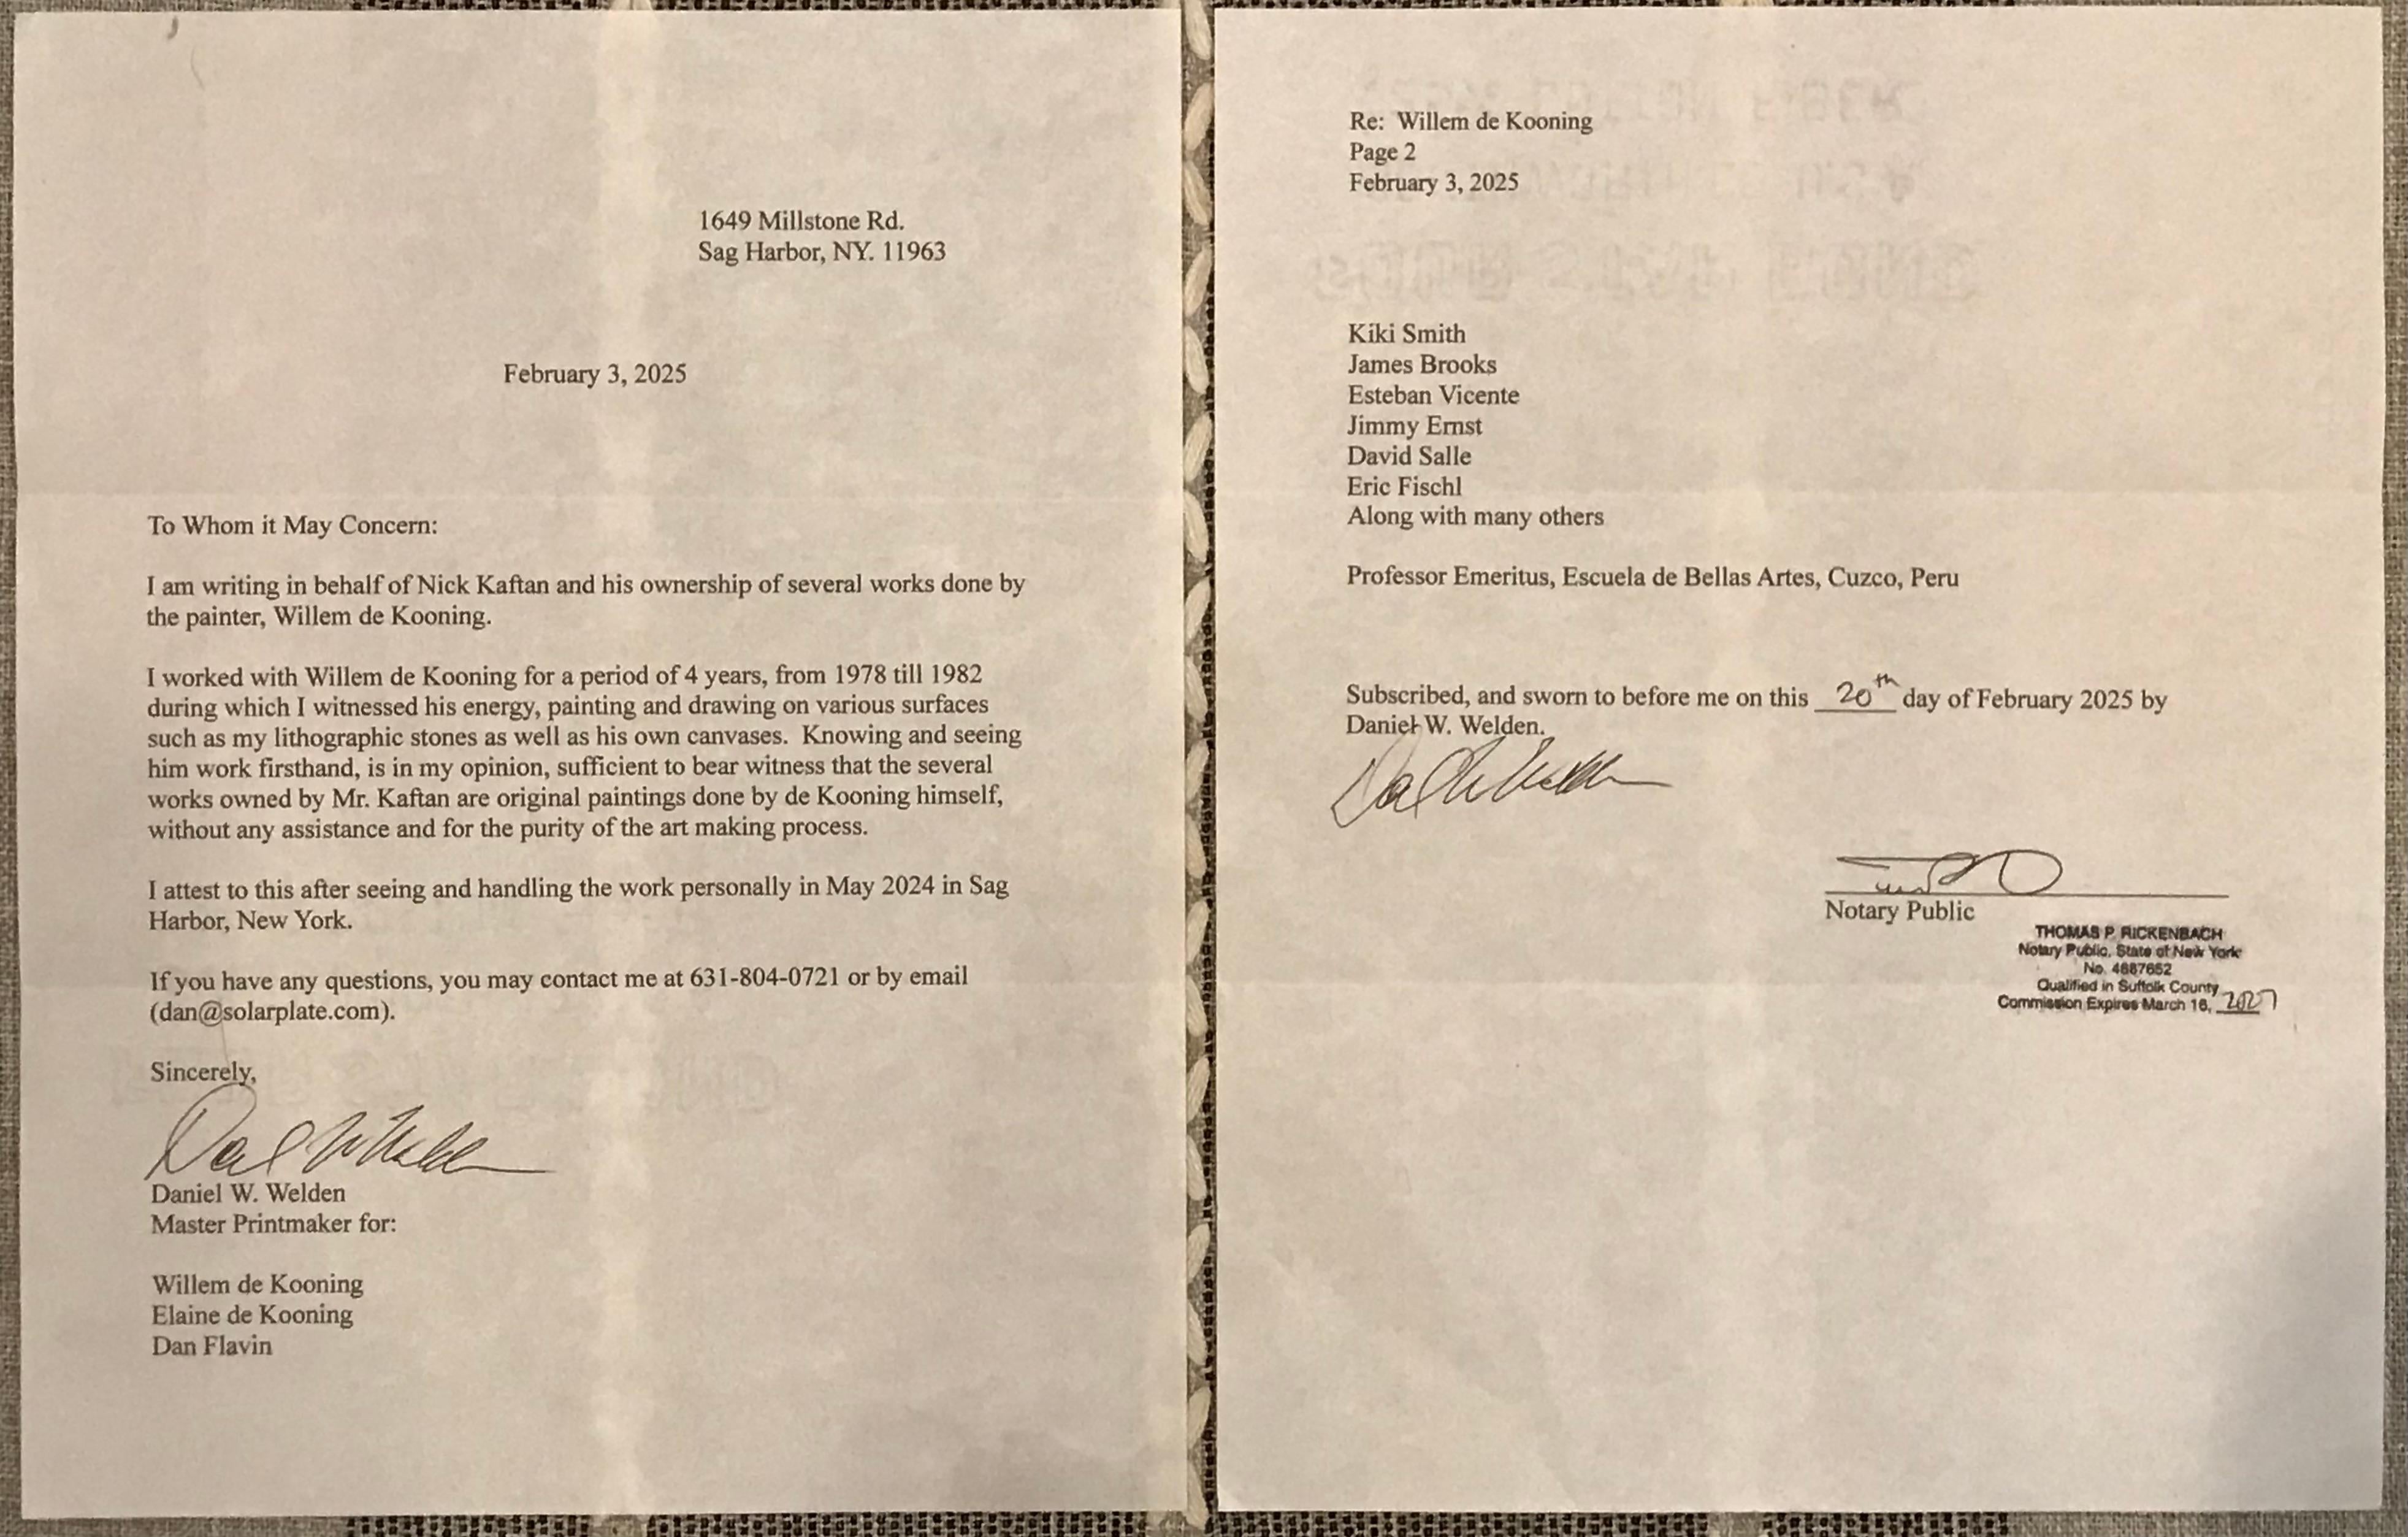 1649 Millstone Rd.
Sag Harbor, NY. 11963
February 3, 2025
To Whom it May Concern:
I am writing in behalf of Nick Kaftan and his ownership of several works done by
the painter, Willem de Kooning.
I worked with Willem de Kooning for a period of 4 years, from 1978 till 1982
during which I witnessed his energy, painting and drawing on various surfaces
such as my lithographic stones as well as his own canvases.  Knowing and seeing
him work firsthand, is in my opinion, sufficient to bear witness that the several
works owned by Mr. Kaftan are original paintings done by de Kooning himself,
without any assistance and for the purity of the art making process.
I attest to this after seeing and handling the work personally in May 2024 in Sag
Harbor, New York.
If you have any questions, you may contact me at 631-804-0721 or by email
(dan@solarplate.com).
Sincerely,
Daniel W. Welden
Master Printmaker for:
Willem de Kooning
Elaine de Kooning
Dan Flavin
Re:  Willem de Kooning
Page 2
February 3, 2025
Kiki Smith
James Brooks
Esteban Vicente
Jimmy Ernst
David Salle
Eric Fischl
Along with many others
Professor Emeritus, Escuela de Bellas Artes, Cuzco, Peru
Subscribed, and sworn to before me on this 20th day of February 2025 by
Daniel W. Welden.
Notary Public
THOMAS P. RICKENBACH
Notary Public, State of New York
No. 4887652
Qualified in Suffolk County
Commission Expires March 16, 2027